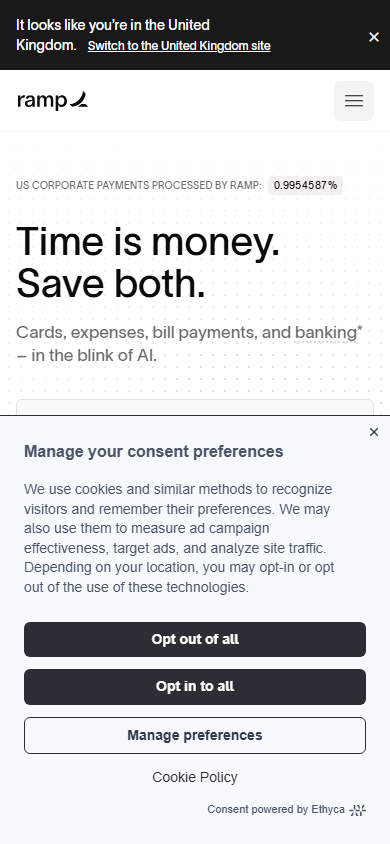 It looks like you're in the United
Kingdom. Switch to the United Kingdom site
ramp
US CORPORATE PAYMENTS PROCESSED BY RAMP: 0.9954587%
Time is money.
Save both.
Cards, expenses, bill payments, and banking*
– in the blink of AI.
Manage your consent preferences
We use cookies and similar methods to recognize
visitors and remember their preferences. We may
also use them to measure ad campaign
effectiveness, target ads, and analyze site traffic.
Depending on your location, you may opt-in or opt
out of the use of these technologies.
Opt out of all
Opt in to all
Manage preferences
Cookie Policy
Consent powered by Ethyca